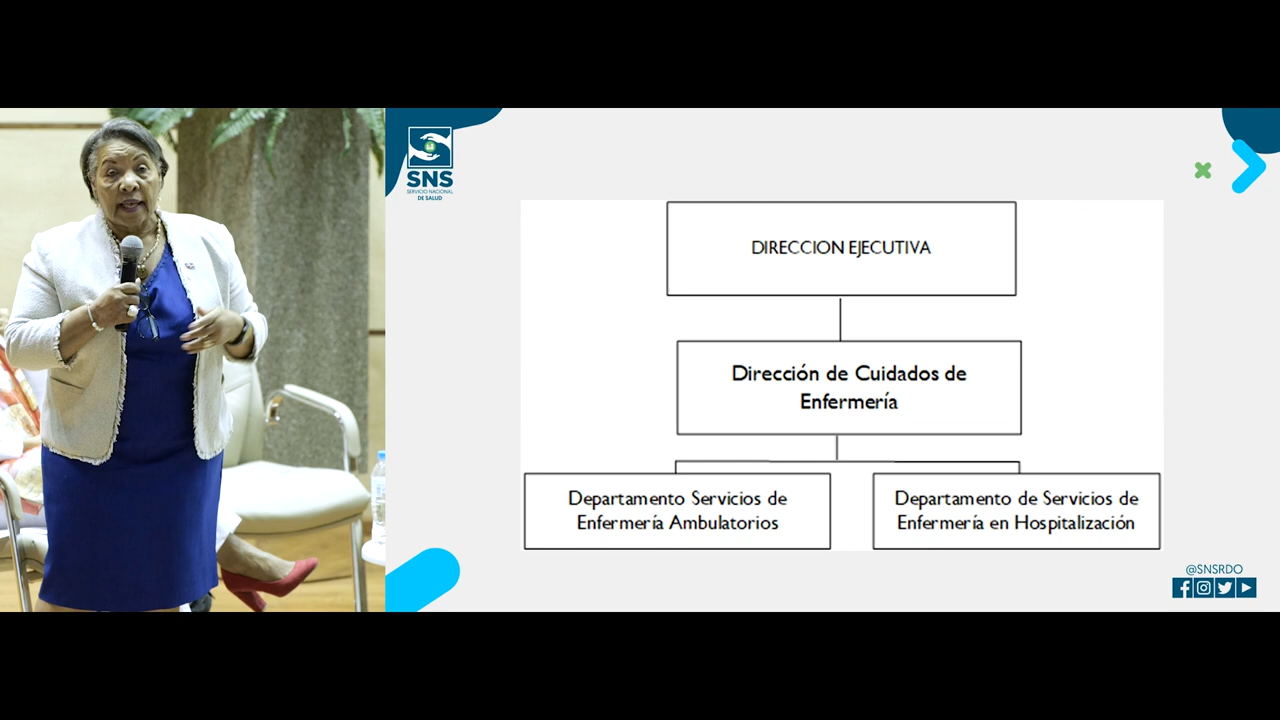 SNS
SERVICIO NACIONAL
DE SALUD
DIRECCION EJECUTIVA
Dirección de Cuidados de
Enfermería
Departamento Servicios de
Enfermería Ambulatorios
Departamento de Servicios de
Enfermería en Hospitalización
@SNSRDO